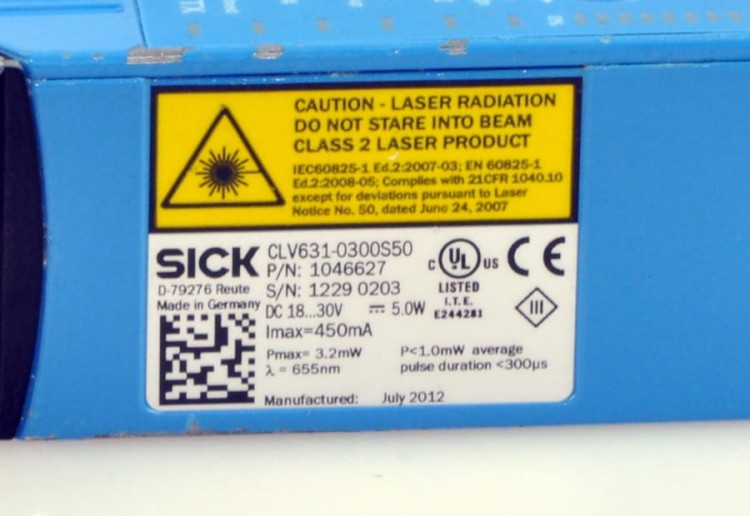 CAUTION - LASER RADIATION
DO NOT STARE INTO BEAM
CLASS 2 LASER PRODUCT
IEC60825-1 Ed.2:2007-03; EN 60825-1
Ed.2:2008-05; Complies with 21CFR 1040.10
except for deviations pursuant to Laser
Notice No. 50, dated June 24, 2007
SICK
D-79276 Reute
Made in Germany
CLV631-0300S50
P/N: 1046627
S/N: 1229 0203
DC 18...30V ⎓ 5.0W
Imax=450mA
Pmax= 3.2mW
λ = 655nm
P<1.0mW average
pulse duration <300µs
Manufactured: July 2012
c UL us
LISTED
I.T.E.
E244281
CE
III